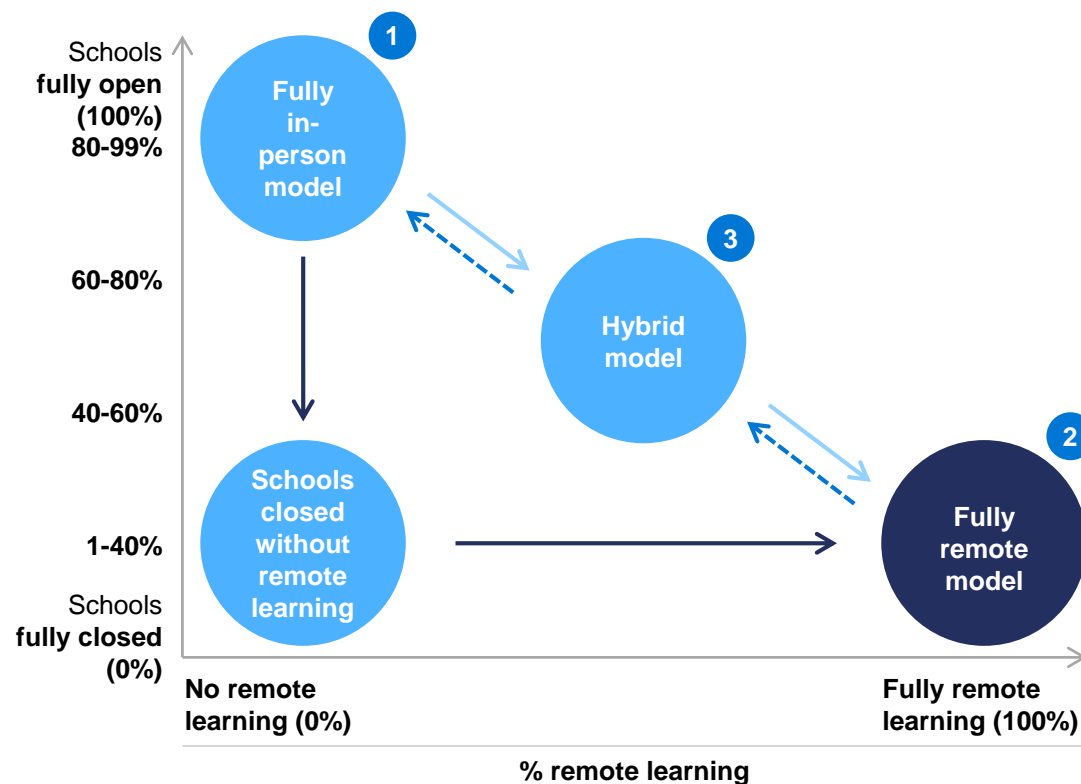 Schools
fully open
(100%)
80-99%
60-80%
40-60%
1-40%
Schools
fully closed
(0%)
1
Fully
in-
person
model
3
Hybrid
model
2
Schools
closed
without
remote
learning
Fully
remote
model
No remote
learning (0%)
Fully remote
learning (100%)
% remote learning